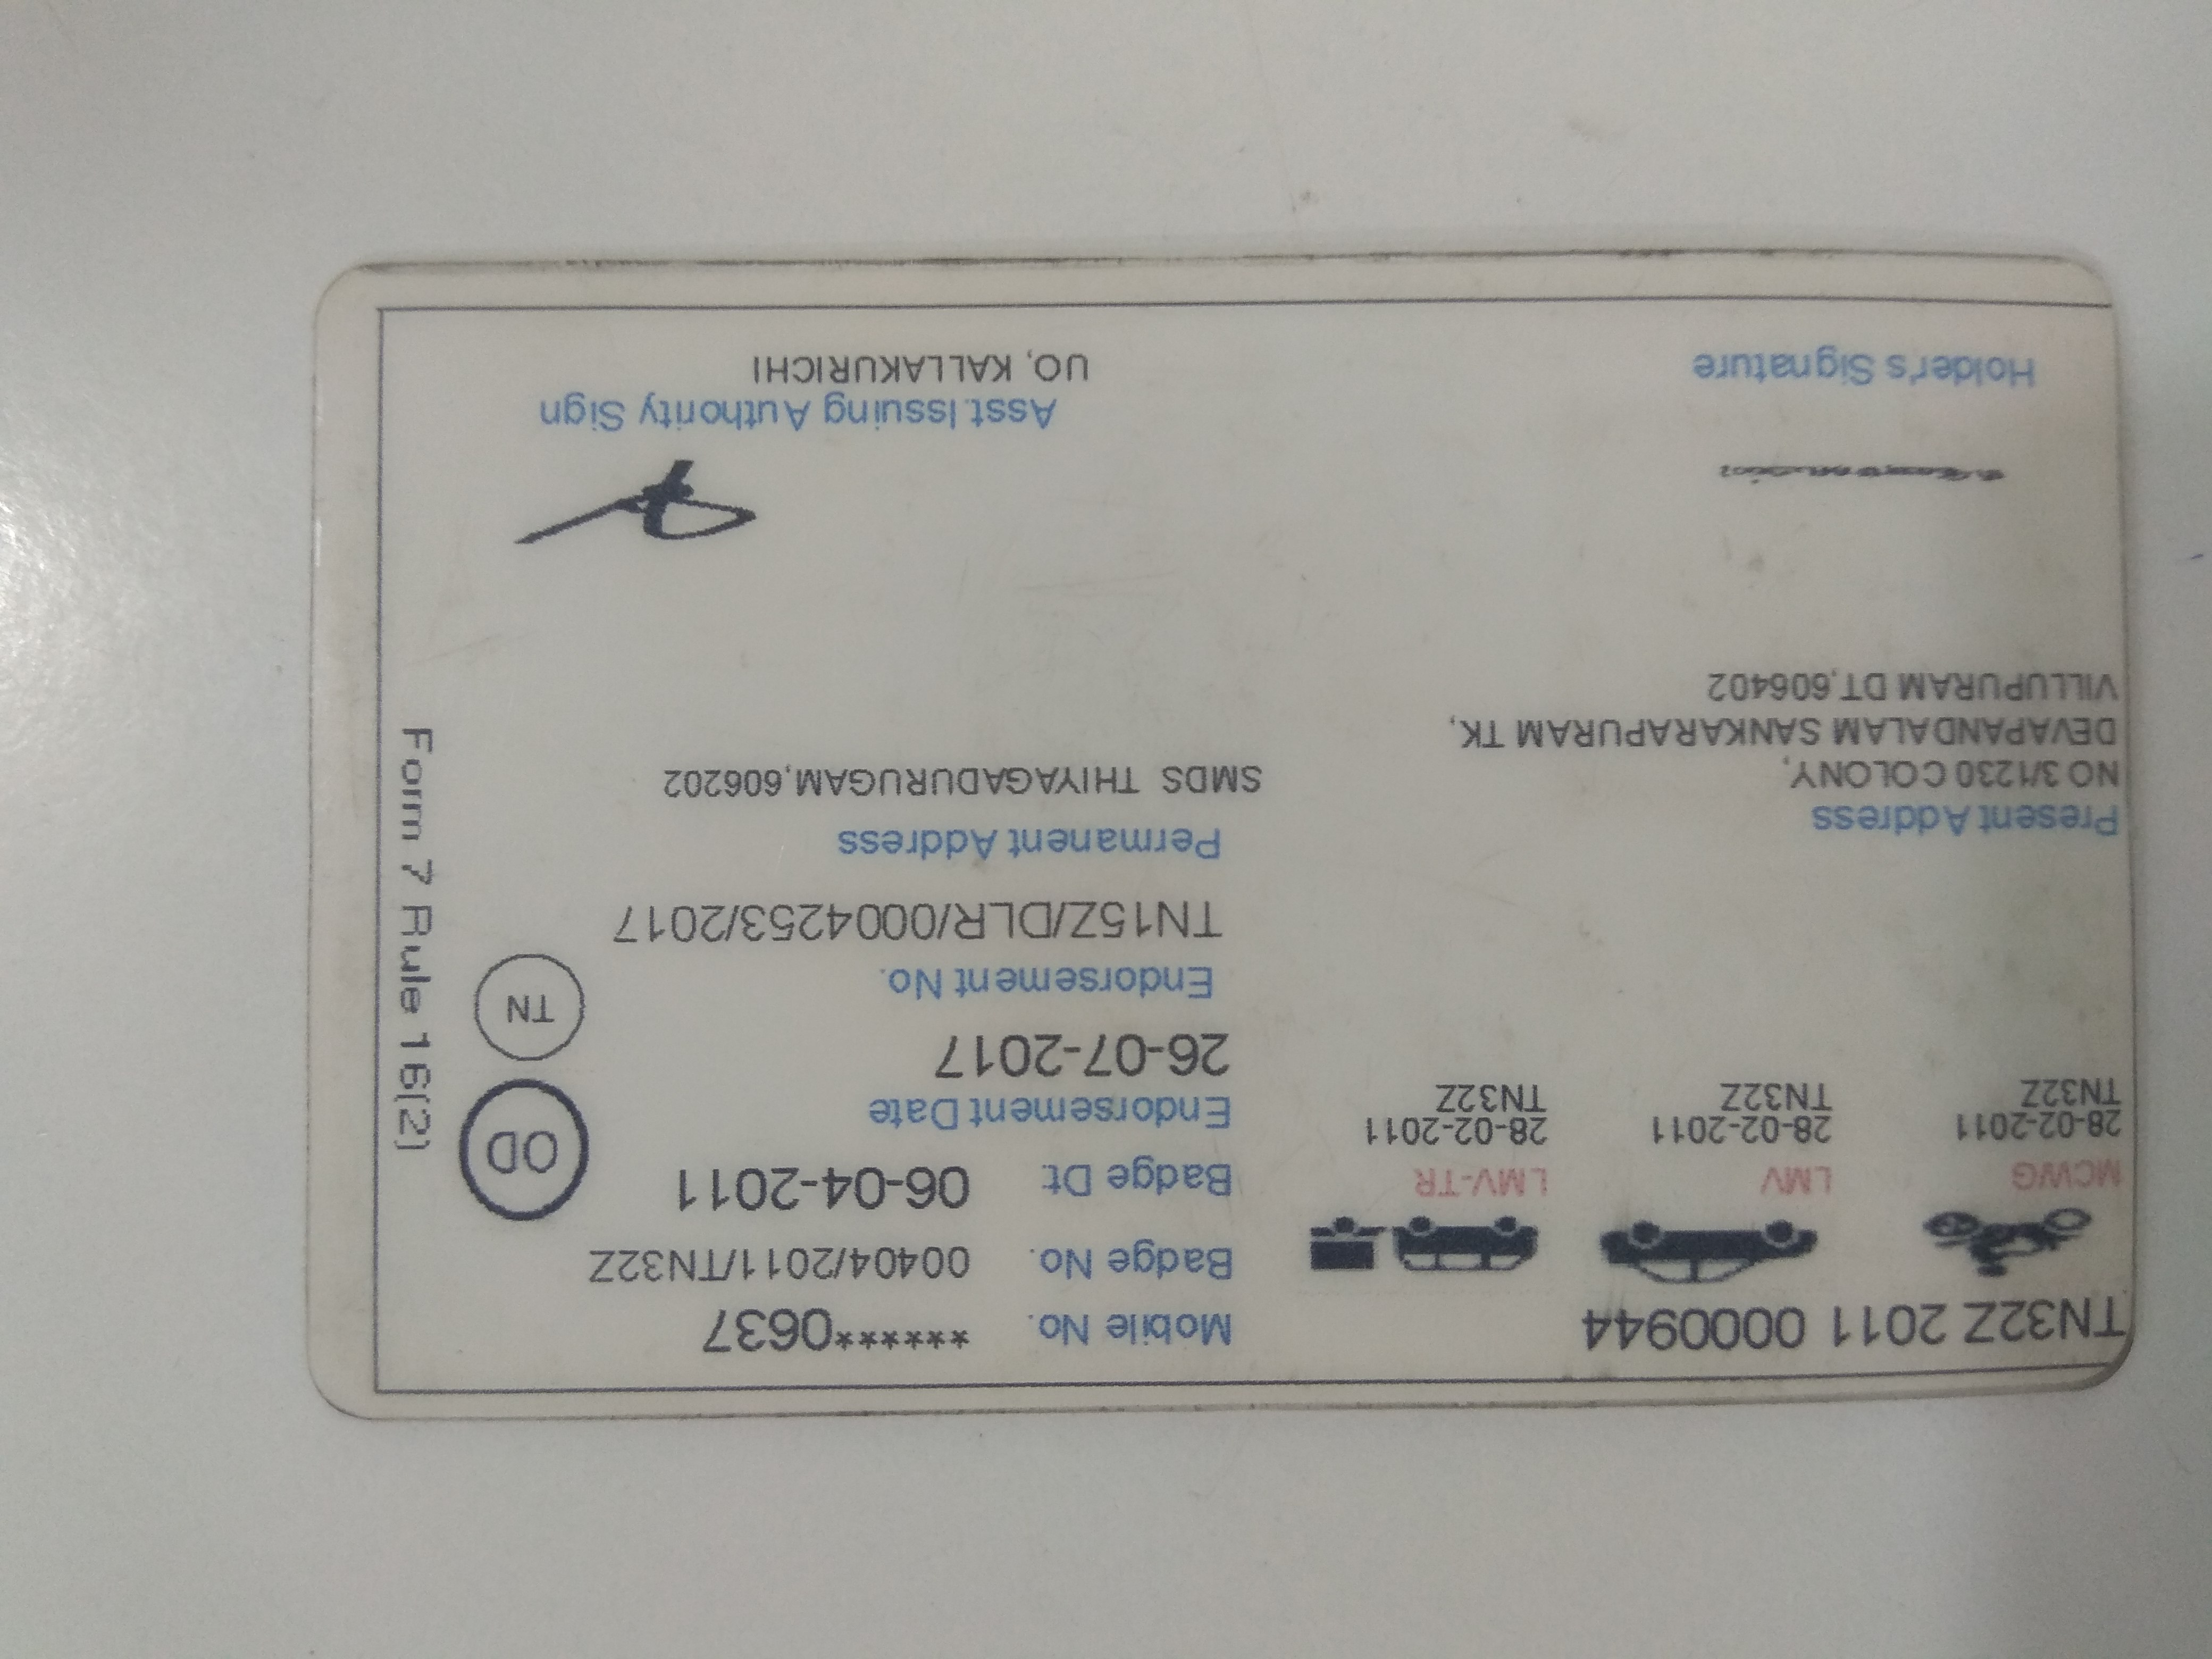 TN32Z 2011 0000944
MCWG
28-02-2011
TN32Z
LMV
28-02-2011
TN32Z
LMV-TR
28-02-2011
TN32Z
Present Address
NO 3/1230 COLONY,
DEVAPANDALAM SANKARAPURAM TK,
VILLUPURAM DT,606402
Holder's Signature
Mobile No. ******0637
Badge No. 00404/2011/TN32Z
Badge Dt 06-04-2011
Endorsement Date
26-07-2017
Endorsement No.
TN15Z/DLR/0004253/2017
Permanent Address
SMDS THIYAGADURUGAM,606202
Asst.Issuing Authority Sign
UO, KALLAKURICHI
OD
TN
Form 7 Rule 16(2)